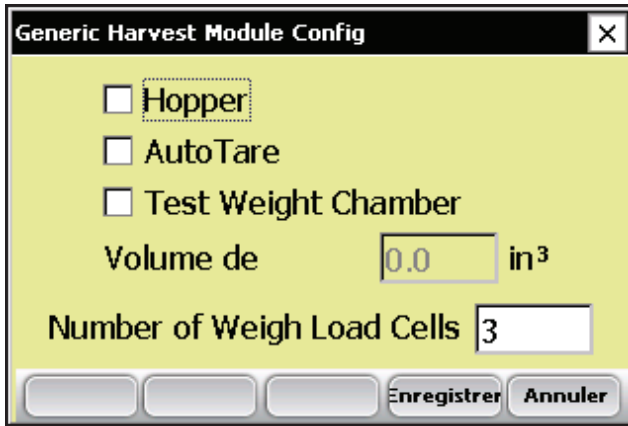 Generic Harvest Module Config
Hopper
AutoTare
Test Weight Chamber
Volume de 0.0 in³
Number of Weigh Load Cells 3
Enregistrer Annuler